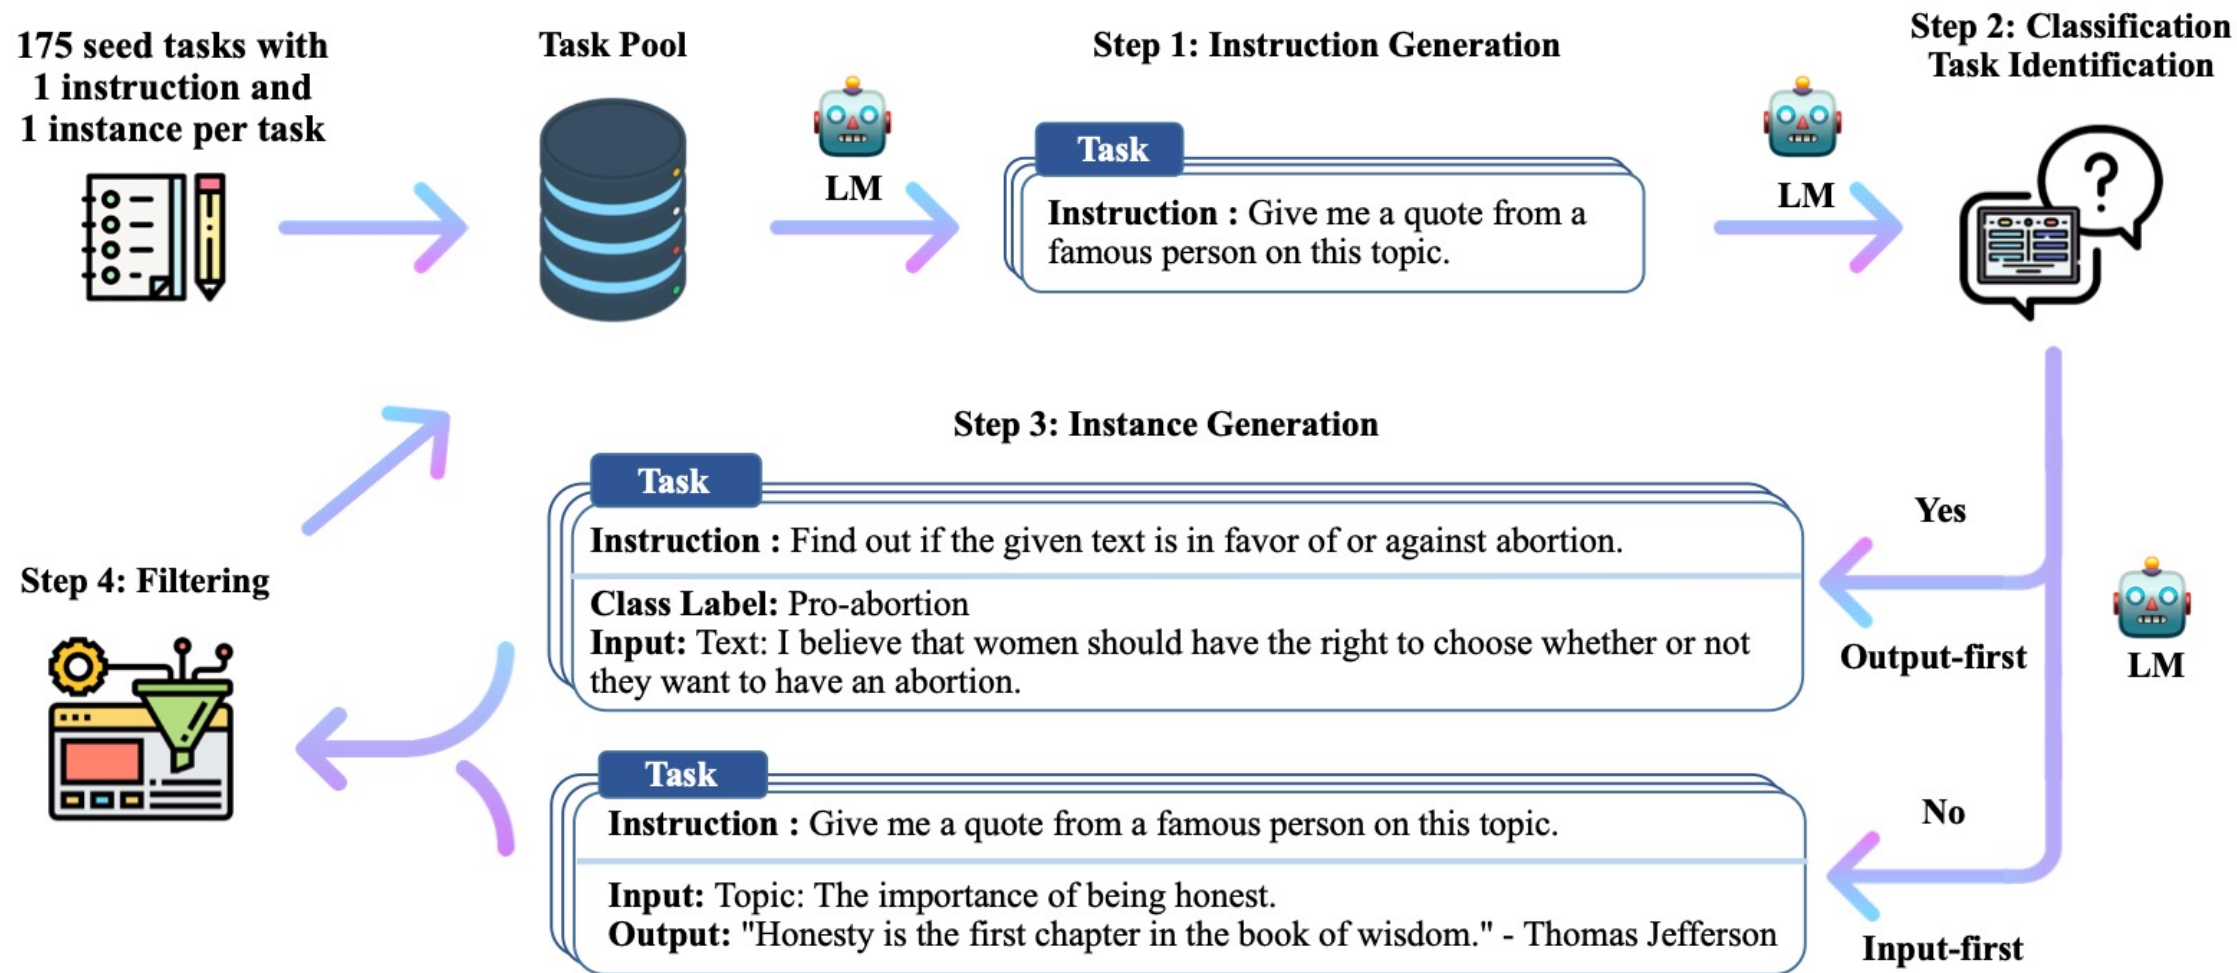 175 seed tasks with
1 instruction and
1 instance per task
Task Pool
LM
Step 1: Instruction Generation
Task
Instruction : Give me a quote from a
famous person on this topic.
LM
Step 2: Classification
Task Identification
?
Step 3: Instance Generation
Task
Instruction : Find out if the given text is in favor of or against abortion.
Class Label: Pro-abortion
Input: Text: I believe that women should have the right to choose whether or not
they want to have an abortion.
Yes
Output-first
LM
Task
Instruction : Give me a quote from a famous person on this topic.
Input: Topic: The importance of being honest.
Output: "Honesty is the first chapter in the book of wisdom." - Thomas Jefferson
No
Input-first
Step 4: Filtering